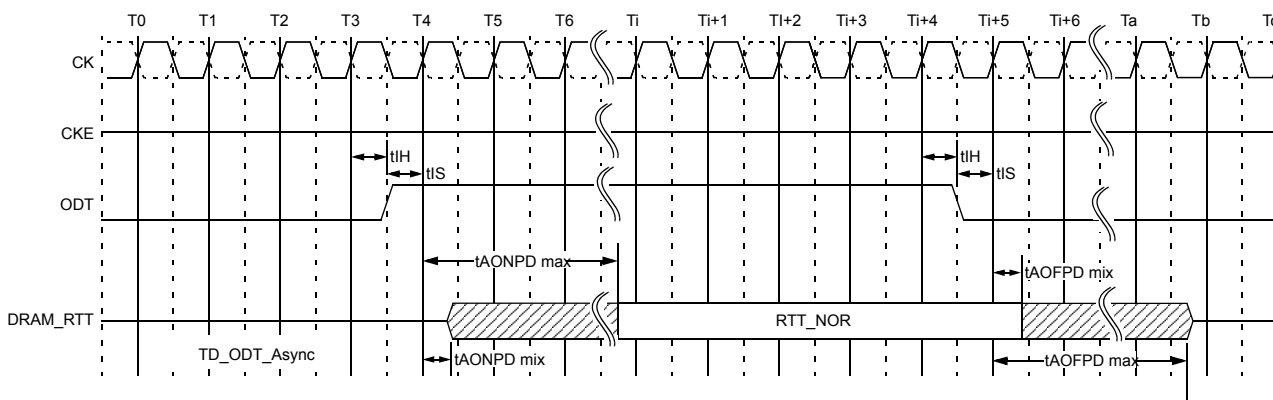 T0 T1 T2 T3 T4 T5 T6 Ti Ti+1 TI+2 Ti+3 Ti+4 Ti+5 Ti+6 Ta Tb
CK
CKE
tIH tIH
tIS tIS
ODT
tAONPD max
tAOFPD mix
DRAM_RTT RTT_NOR
TD_ODT_Async tAONPD mix tAOFPD max